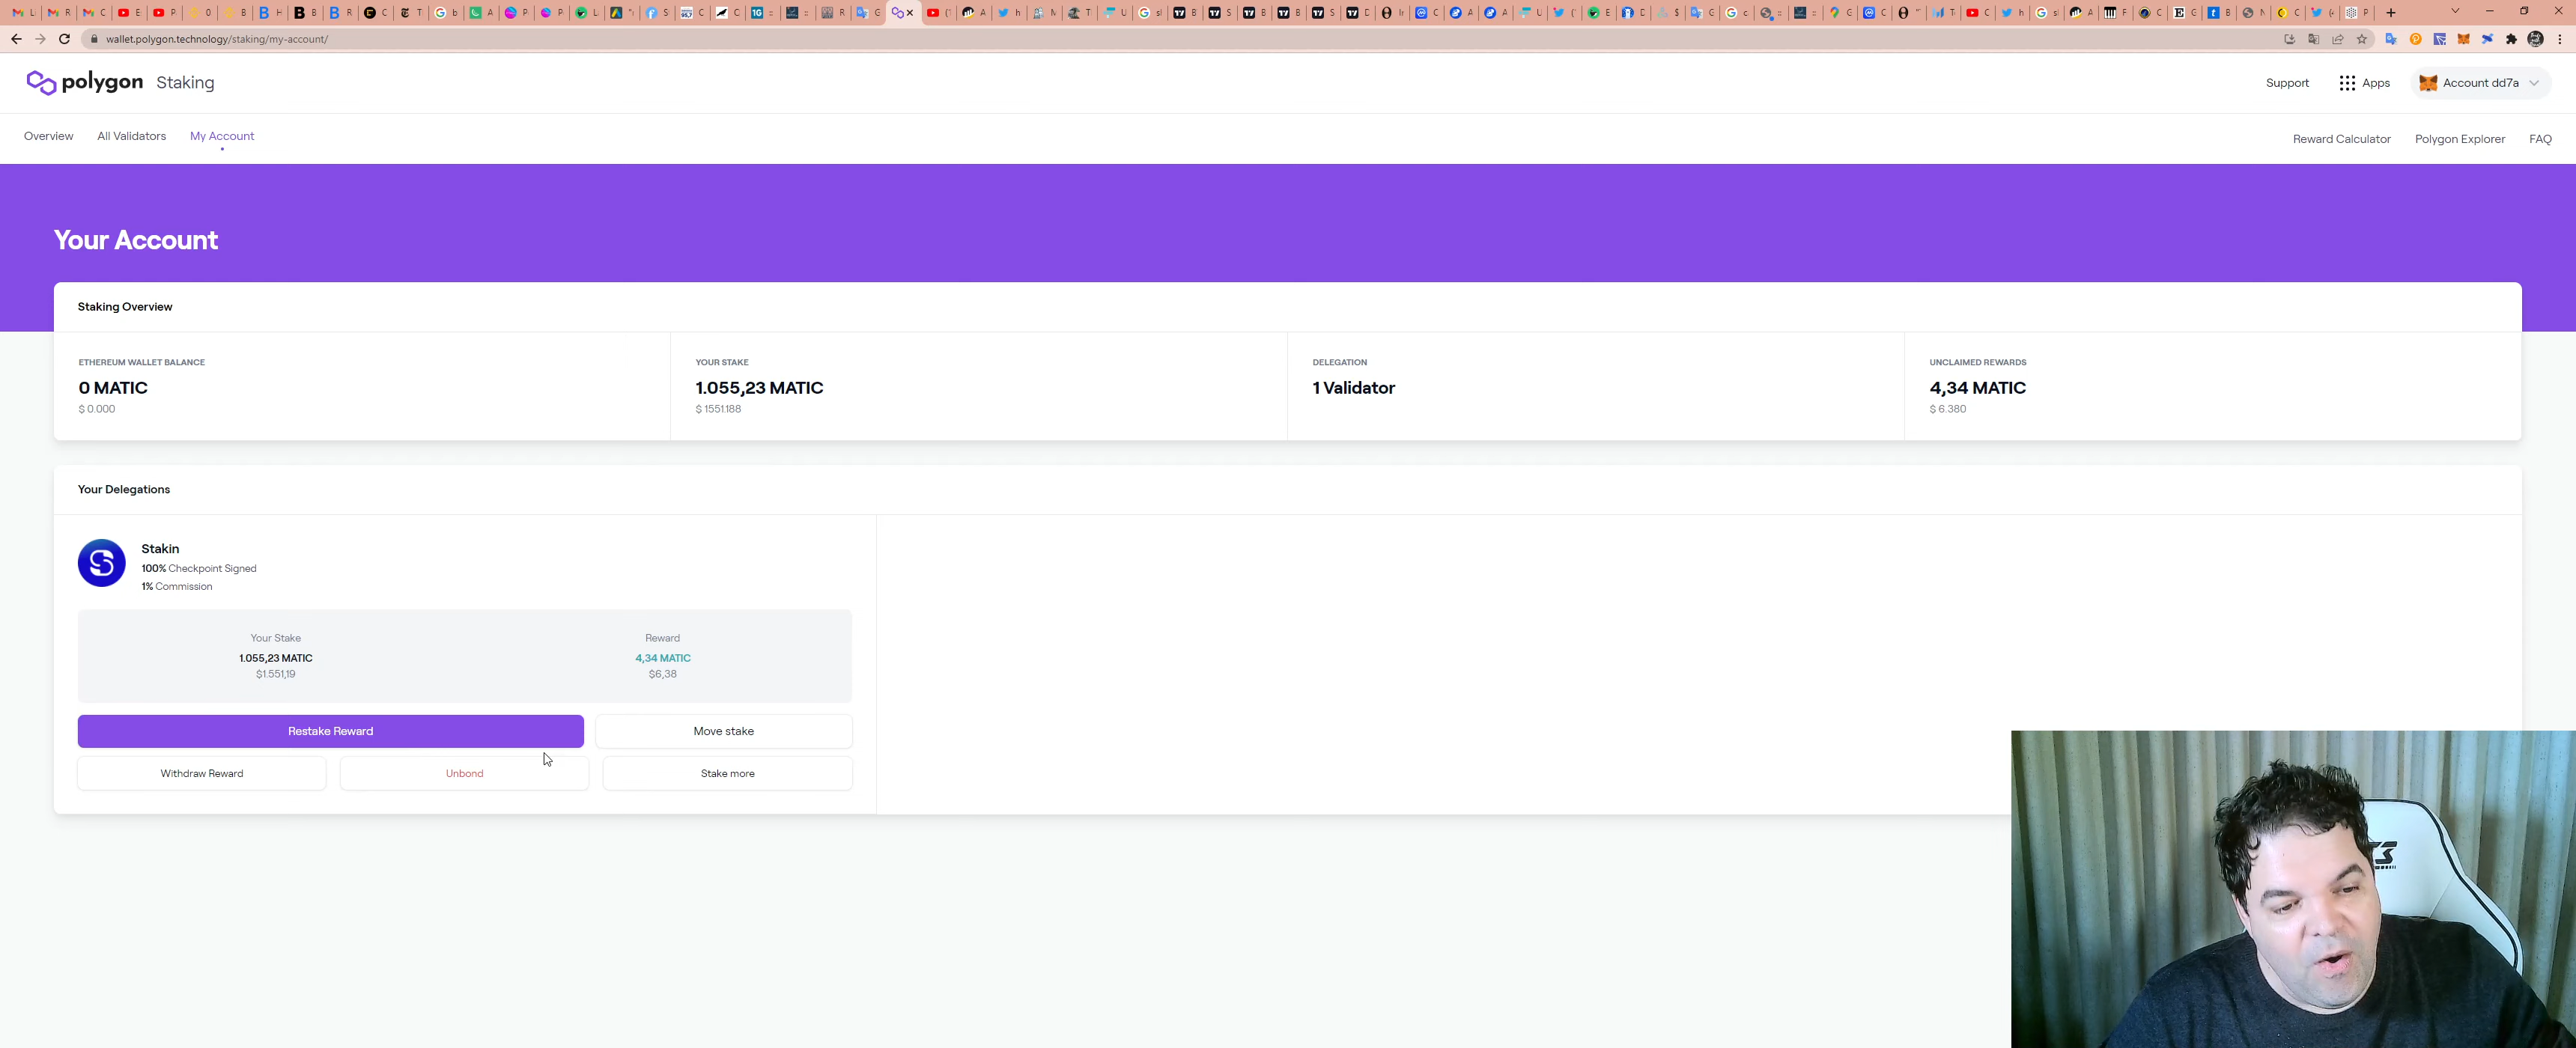 wallet.polygon.technology/staking/my-account/
polygon Staking
Support
Apps
Account dd7a
Overview
All Validators
My Account
Reward Calculator
Polygon Explorer
FAQ
Your Account
Staking Overview
ETHEREUM WALLET BALANCE
0 MATIC
$ 0.000
YOUR STAKE
1.055,23 MATIC
$ 1551.188
DELEGATION
1 Validator
UNCLAIMED REWARDS
4,34 MATIC
$ 6.380
Your Delegations
Stakin
100% Checkpoint Signed
1% Commission
Your Stake
1.055,23 MATIC
$1.551,19
Reward
4,34 MATIC
$6,38
Restake Reward
Move stake
Withdraw Reward
Unbond
Stake more